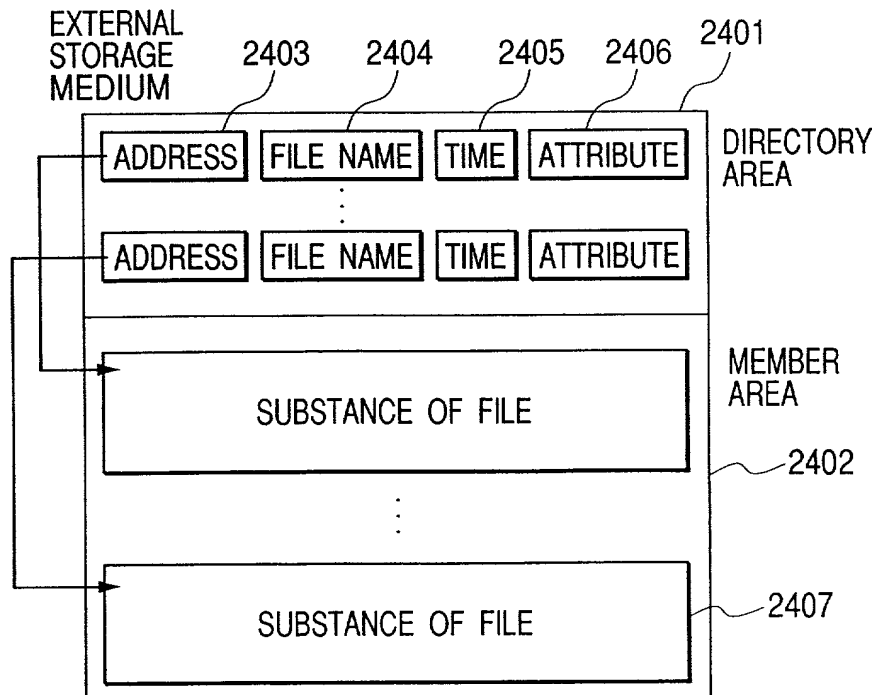 EXTERNAL
STORAGE
MEDIUM
2403
2404
2405
2406
2401
ADDRESS
FILE NAME
TIME
ATTRIBUTE
DIRECTORY
AREA
ADDRESS
FILE NAME
TIME
ATTRIBUTE
MEMBER
AREA
SUBSTANCE OF FILE
2402
SUBSTANCE OF FILE
2407